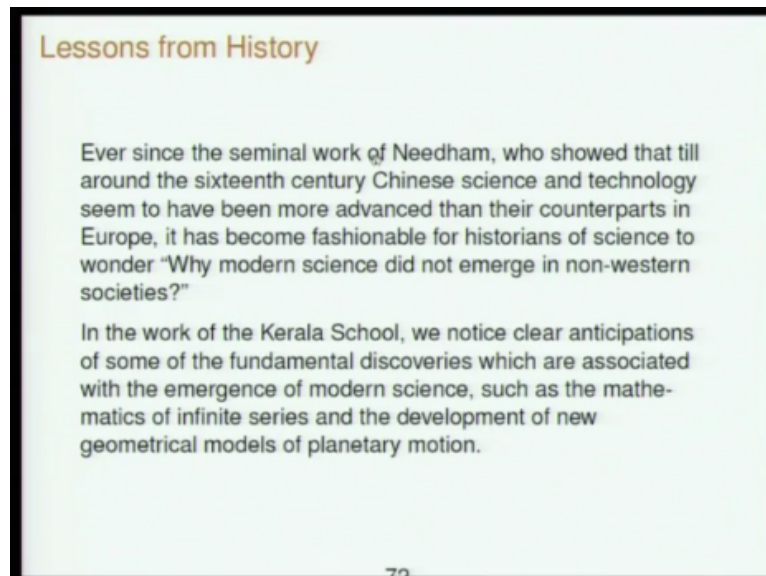 Lessons from History
Ever since the seminal work of Needham, who showed that till
around the sixteenth century Chinese science and technology
seem to have been more advanced than their counterparts in
Europe, it has become fashionable for historians of science to
wonder “Why modern science did not emerge in non-western
societies?”
In the work of the Kerala School, we notice clear anticipations
of some of the fundamental discoveries which are associated
with the emergence of modern science, such as the mathe-
matics of infinite series and the development of new
geometrical models of planetary motion.